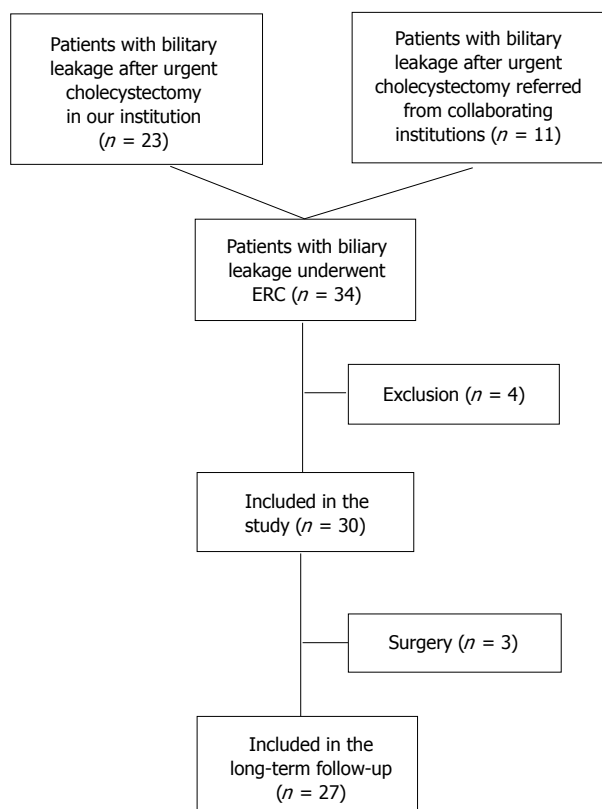 Patients with bilitary
leakage after urgent
cholecystectomy
in our institution
(n = 23)
Patients with bilitary
leakage after urgent
cholecystectomy referred
from collaborating
institutions (n = 11)
Patients with biliary
leakage underwent
ERC (n = 34)
Exclusion (n = 4)
Included in the
study (n = 30)
Surgery (n = 3)
Included in the
long-term follow-up
(n = 27)